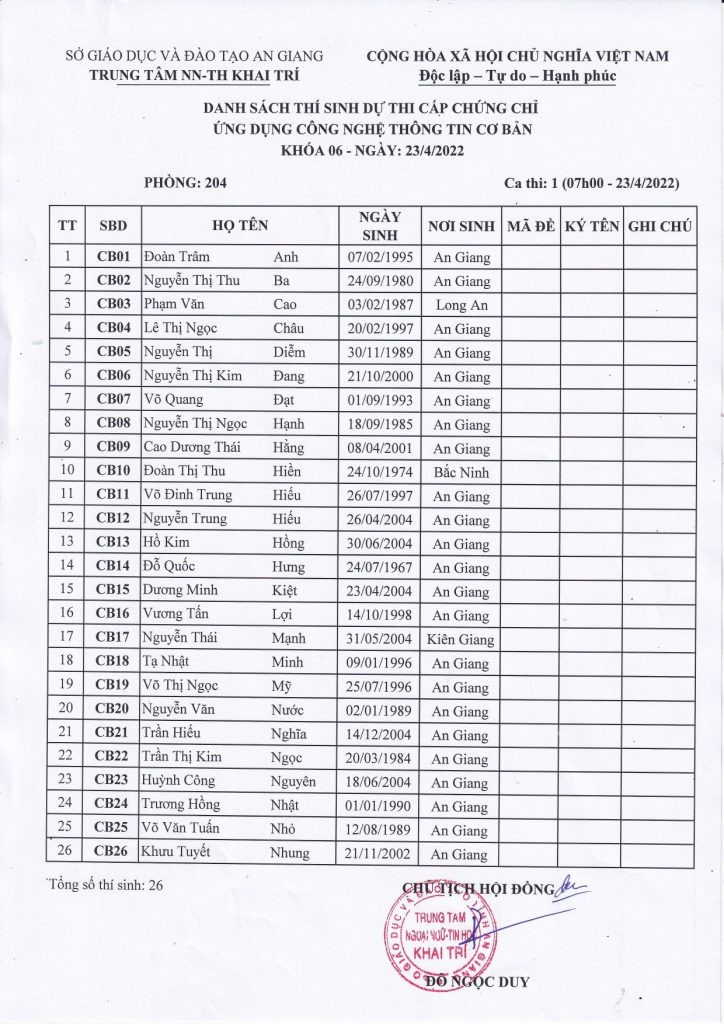 SỞ GIÁO DỤC VÀ ĐÀO TẠO AN GIANG CỘNG HÒA XÃ HỘI CHỦ NGHĨA VIỆT NAM
TRUNG TÂM NN-TH KHAI TRÍ Độc lập – Tự do – Hạnh phúc
DANH SÁCH THÍ SINH DỰ THI CẤP CHỨNG CHỈ
ỨNG DỤNG CÔNG NGHỆ THÔNG TIN CƠ BẢN
KHÓA 06 - NGÀY: 23/4/2022
PHÒNG: 204 Ca thi: 1 (07h00 - 23/4/2022)
TT SBD HỌ TÊN NGÀY SINH NƠI SINH MÃ ĐỀ KÝ TÊN GHI CHÚ
1 CB01 Đoàn Trâm Anh 07/02/1995 An Giang
2 CB02 Nguyễn Thị Thu Ba 24/09/1980 An Giang
3 CB03 Phạm Văn Cao 03/02/1987 Long An
4 CB04 Lê Thị Ngọc Châu 20/02/1997 An Giang
5 CB05 Nguyễn Thị Diễm 30/11/1989 An Giang
6 CB06 Nguyễn Thị Kim Đang 21/10/2000 An Giang
7 CB07 Võ Quang Đạt 01/09/1993 An Giang
8 CB08 Nguyễn Thị Ngọc Hạnh 18/09/1985 An Giang
9 CB09 Cao Dương Thái Hằng 08/04/2001 An Giang
10 CB10 Đoàn Thị Thu Hiền 24/10/1974 Bắc Ninh
11 CB11 Võ Đinh Trung Hiếu 26/07/1997 An Giang
12 CB12 Nguyễn Trung Hiếu 26/04/2004 An Giang
13 CB13 Hồ Kim Hồng 30/06/2004 An Giang
14 CB14 Đỗ Quốc Hưng 24/07/1967 An Giang
15 CB15 Dương Minh Kiệt 23/04/2004 An Giang
16 CB16 Vương Tấn Lợi 14/10/1998 An Giang
17 CB17 Nguyễn Thái Mạnh 31/05/2004 Kiên Giang
18 CB18 Tạ Nhật Minh 09/01/1996 An Giang
19 CB19 Võ Thị Ngọc Mỹ 25/07/1996 An Giang
20 CB20 Nguyễn Văn Nước 02/01/1989 An Giang
21 CB21 Trần Hiếu Nghĩa 14/12/2004 An Giang
22 CB22 Trần Thị Kim Ngọc 20/03/1984 An Giang
23 CB23 Huỳnh Công Nguyên 18/06/2004 An Giang
24 CB24 Trương Hồng Nhật 01/01/1990 An Giang
25 CB25 Võ Văn Tuấn Nhỏ 12/08/1989 An Giang
26 CB26 Khưu Tuyết Nhung 21/11/2002 An Giang
Tổng số thí sinh: 26 CHỦ TỊCH HỘI ĐỒNG
TRUNG TÂM
NGOẠI NGỮ-TIN HỌC
KHAI TRÍ
ĐỖ NGỌC DUY